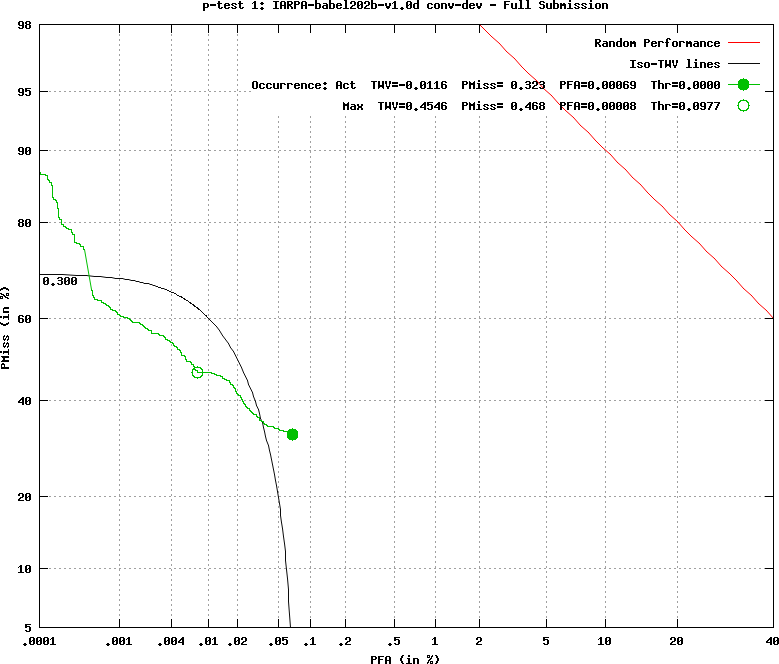 p-test 1: IARPA-babel202b-v1.0d conv-dev - Full Submission
Random Performance
Iso-TWV lines
Occurrence: Act TWV=-0.0116 PMiss= 0.323 PFA=0.00069 Thr=0.0000
Max TWV=0.4546 PMiss= 0.468 PFA=0.00008 Thr=0.0977
98
95
90
80
60
40
20
10
5
PMiss (in %)
0.300
.0001 .001 .004 .01 .02 .05 .1 .2 .5 1 2 5 10 20 40
PFA (in %)